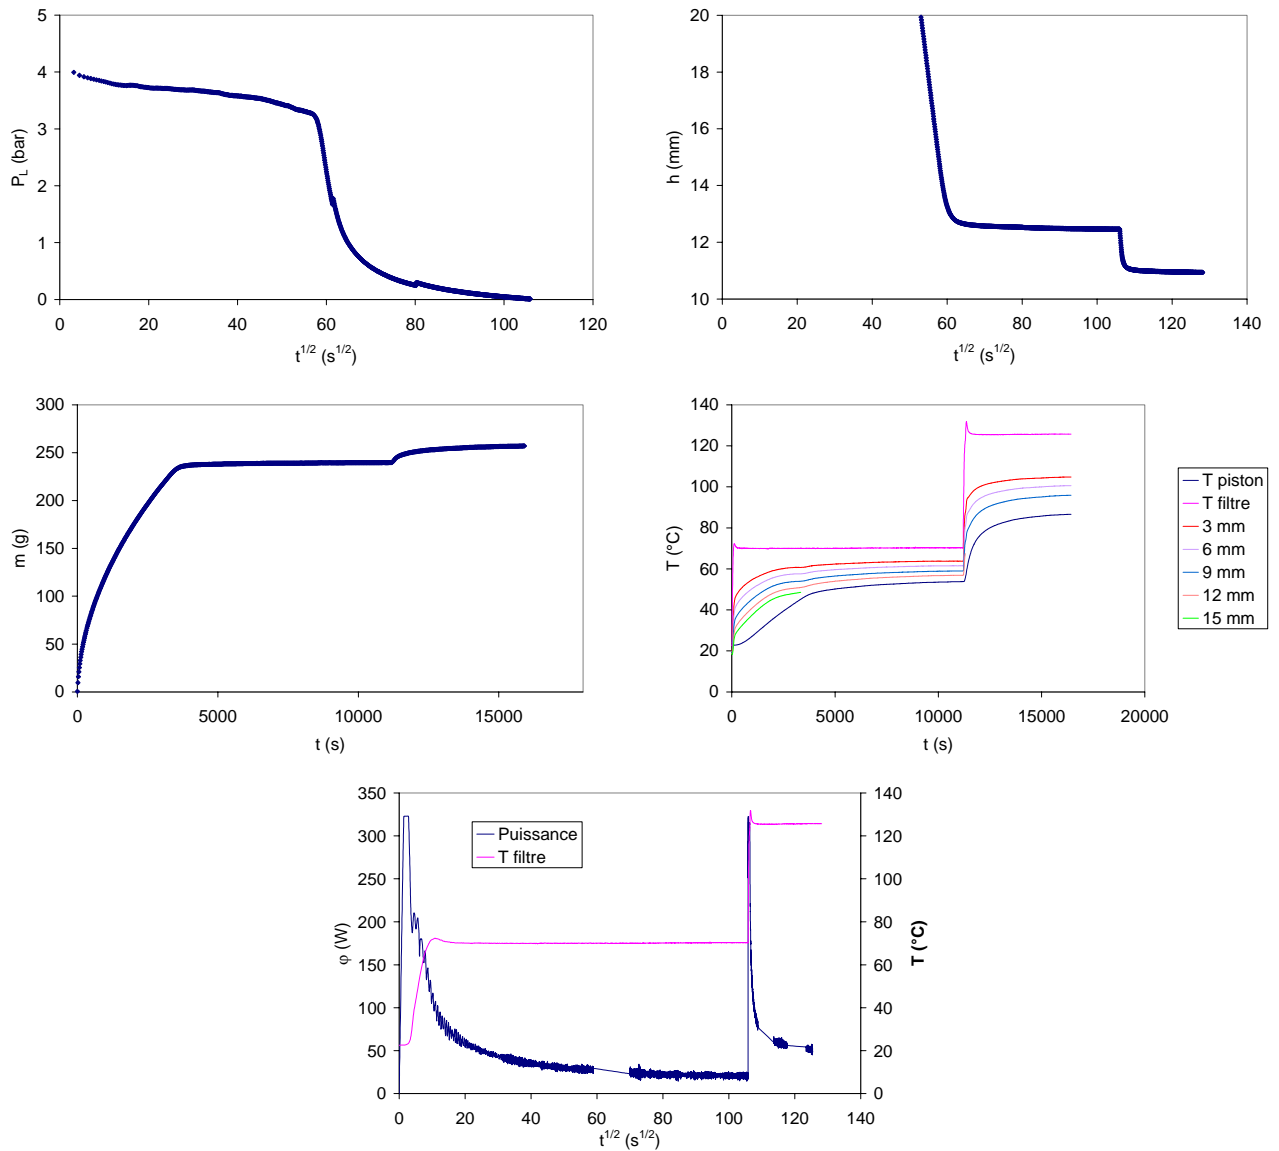 5
4
3
2
1
0
P_L (bar)
0 20 40 60 80 100 120
t^1/2 (s^1/2)
20
18
16
14
12
10
h (mm)
0 20 40 60 80 100 120 140
t^1/2 (s^1/2)
300
250
200
150
100
50
0
m (g)
0 5000 10000 15000
t (s)
140
120
100
80
60
40
20
0
T (°C)
0 5000 10000 15000 20000
t (s)
T piston
T filtre
3 mm
6 mm
9 mm
12 mm
15 mm
350
300
250
200
150
100
50
0
φ (W)
Puissance
T filtre
140
120
100
80
60
40
20
0
T (°C)
0 20 40 60 80 100 120 140
t^1/2 (s^1/2)